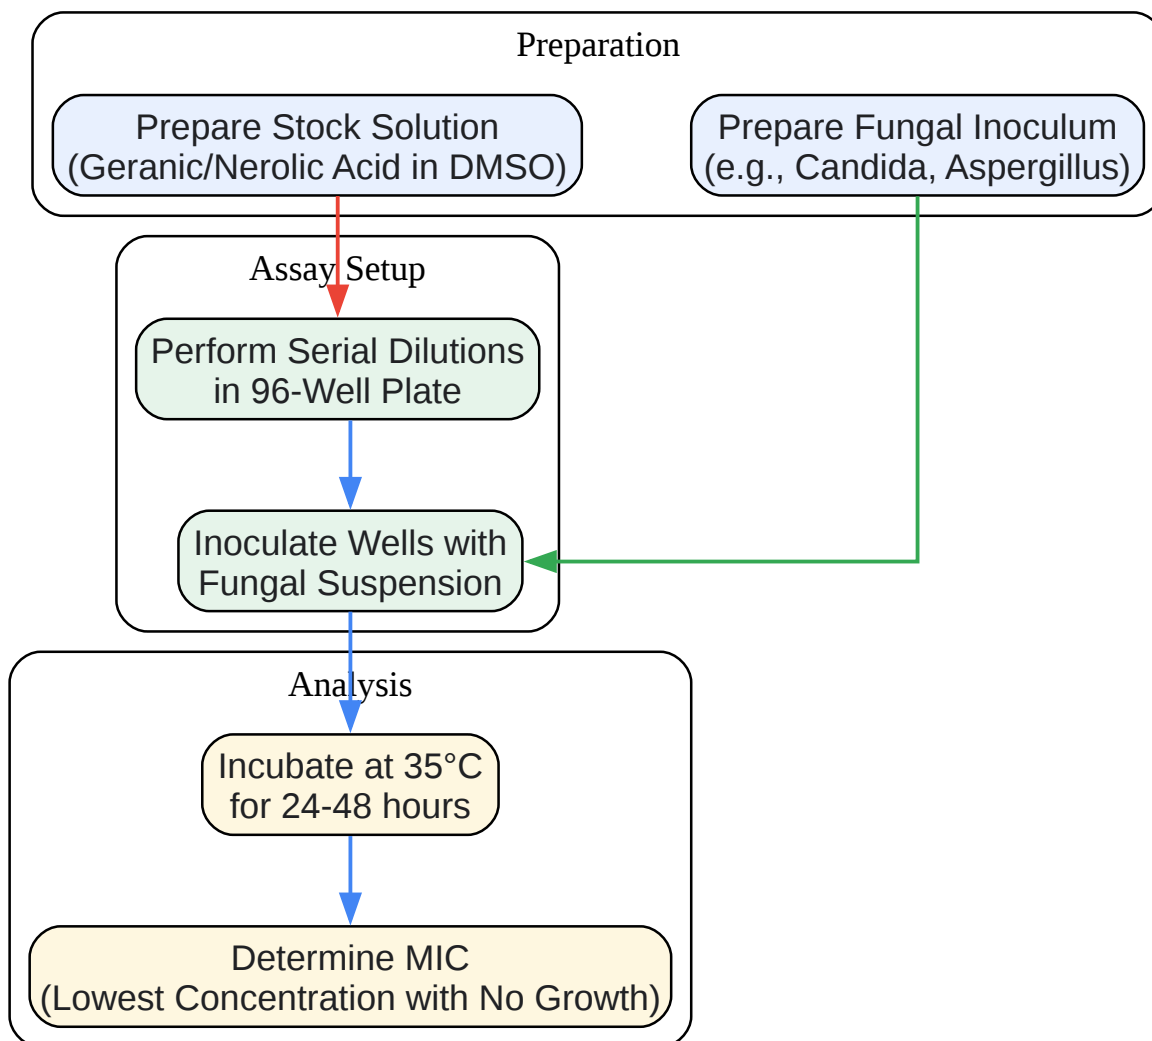 Preparation
Prepare Stock Solution
(Geranic/Nerolic Acid in DMSO)
Prepare Fungal Inoculum
(e.g., Candida, Aspergillus)
Assay Setup
Perform Serial Dilutions
in 96-Well Plate
Inoculate Wells with
Fungal Suspension
Analysis
Incubate at 35°C
for 24-48 hours
Determine MIC
(Lowest Concentration with No Growth)